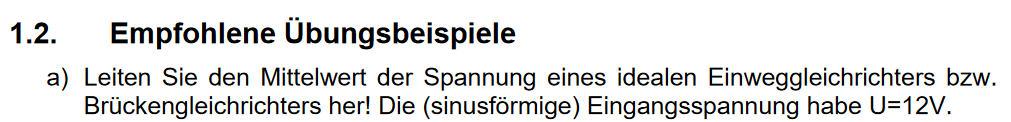 1.2. Empfohlene Übungsbeispiele
a) Leiten Sie den Mittelwert der Spannung eines idealen Einweggleichrichters bzw.
Brückengleichrichters her! Die (sinusförmige) Eingangsspannung habe U=12V.